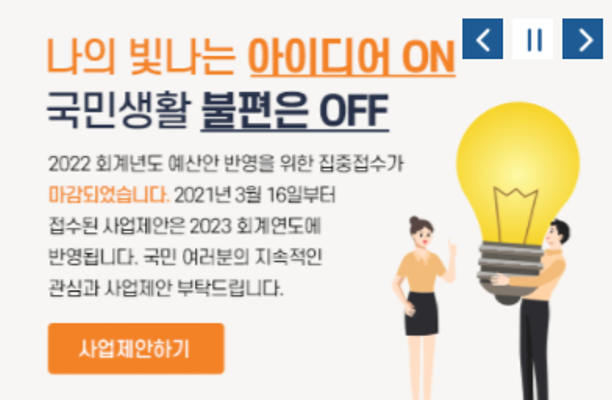 나의 빛나는 아이디어 ON
국민생활 불편은 OFF
2022 회계년도 예산안 반영을 위한 집중접수가
마감되었습니다. 2021년 3월 16일부터
접수된 사업제안은 2023 회계연도에
반영됩니다. 국민 여러분의 지속적인
관심과 사업제안 부탁드립니다.
사업제안하기